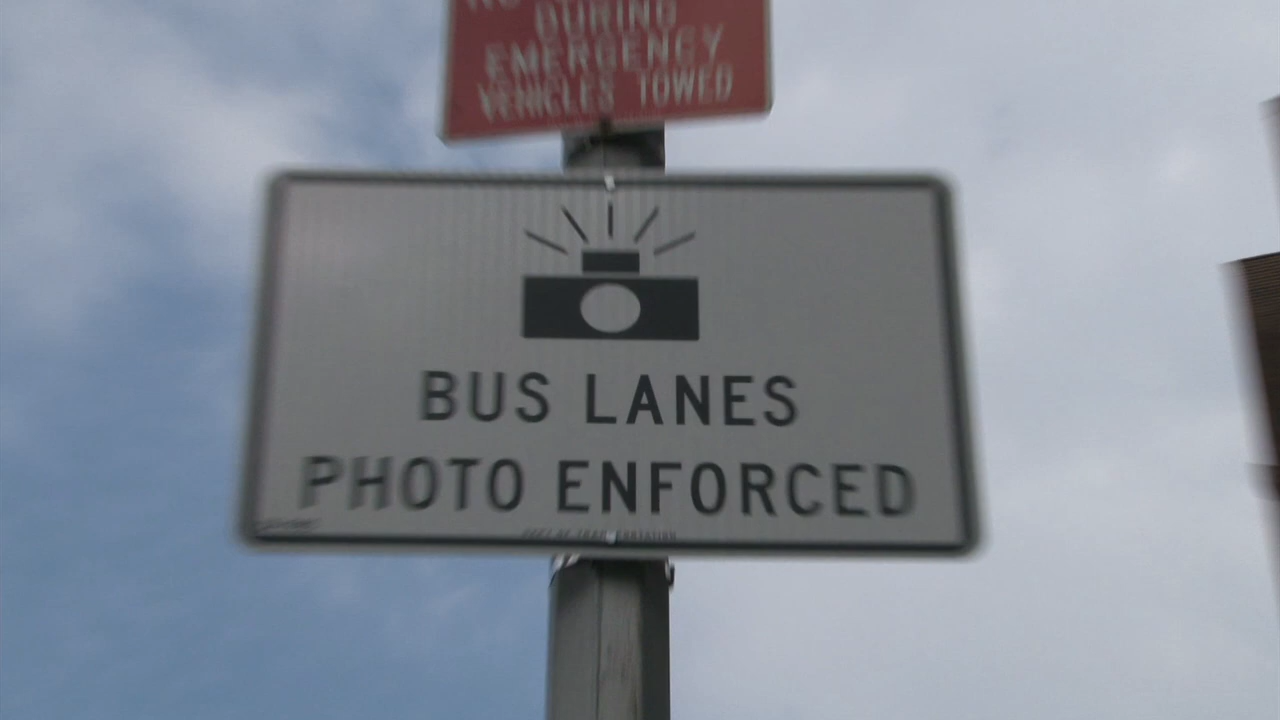 DURING
EMERGENCY
VEHICLES TOWED
BUS LANES
PHOTO ENFORCED